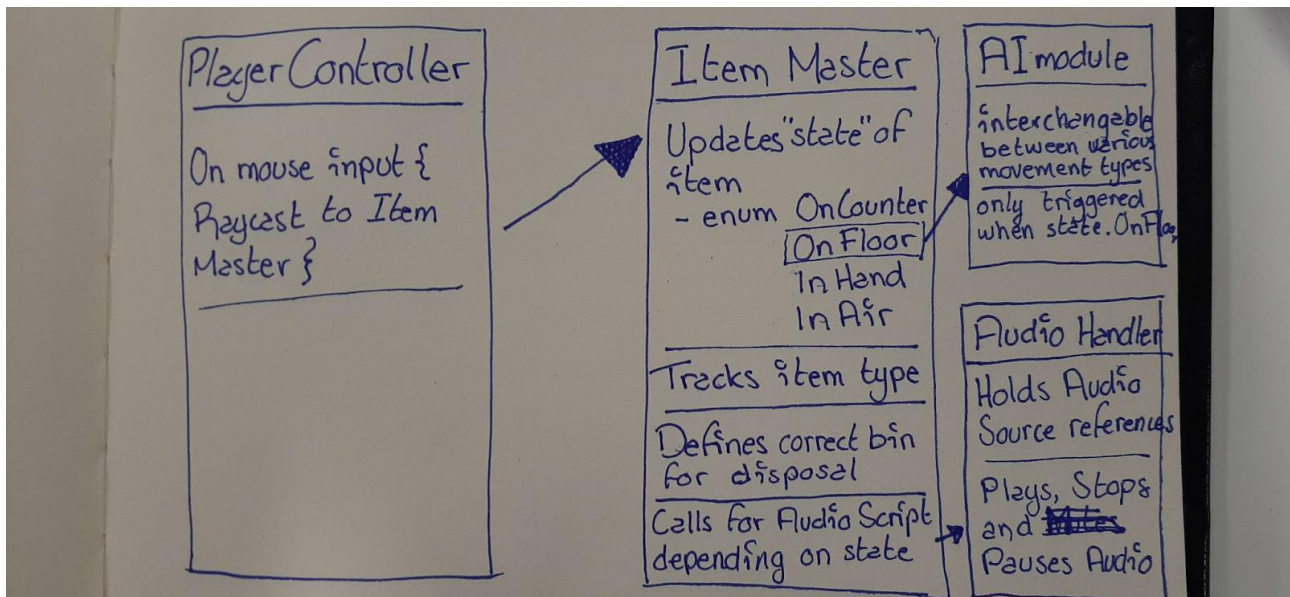 Player Controller
On mouse input {
Raycast to Item
Master }
Item Master
Updates "state" of
item
- enum OnCounter
On Floor
In Hand
In Air
Tracks item type
Defines correct bin
for disposal
Calls for Audio Script
depending on state
AI module
interchangable
between various
movement types
only triggered
when state.OnFloor
Audio Handler
Holds Audio
Source references
Plays, Stops
and
Pauses Audio